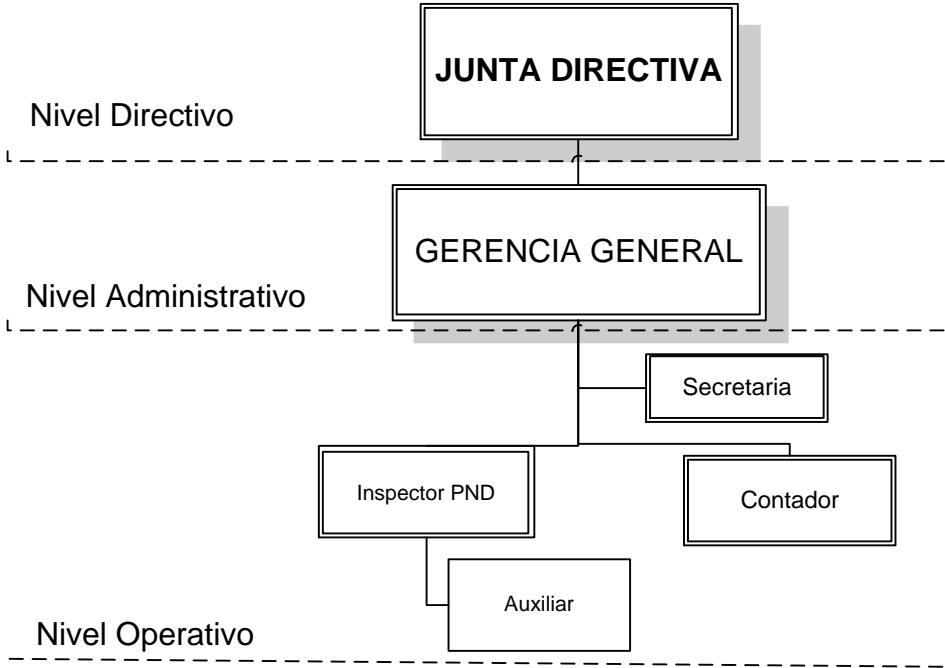 JUNTA DIRECTIVA
Nivel Directivo
GERENCIA GENERAL
Nivel Administrativo
Secretaria
Inspector PND
Contador
Auxiliar
Nivel Operativo